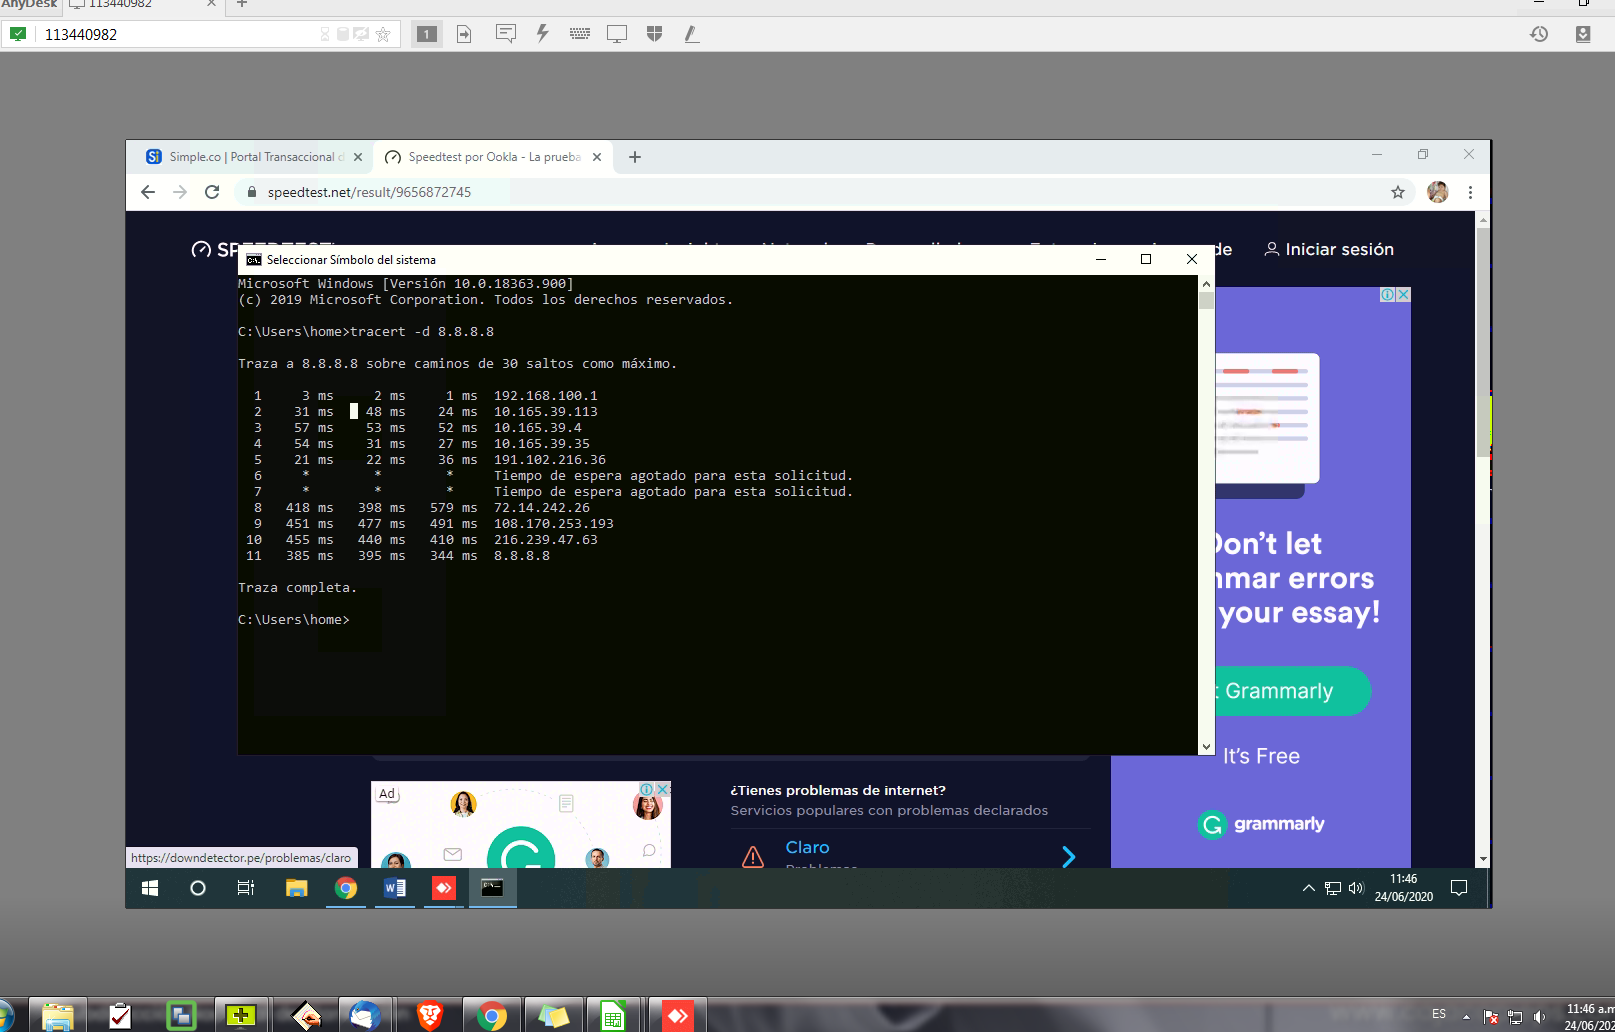 AnyDesk
113440982
113440982
1
Simple.co | Portal Transaccional d
Speedtest por Ookla - La prueba
speedtest.net/result/9656872745
Iniciar sesión
Seleccionar Símbolo del sistema
Microsoft Windows [Versión 10.0.18363.900]
(c) 2019 Microsoft Corporation. Todos los derechos reservados.
C:\Users\home>tracert -d 8.8.8.8
Traza a 8.8.8.8 sobre caminos de 30 saltos como máximo.
1 3 ms 2 ms 1 ms 192.168.100.1
2 31 ms 48 ms 24 ms 10.165.39.113
3 57 ms 53 ms 52 ms 10.165.39.4
4 54 ms 31 ms 27 ms 10.165.39.35
5 21 ms 22 ms 36 ms 191.102.216.36
6 * * * Tiempo de espera agotado para esta solicitud.
7 * * * Tiempo de espera agotado para esta solicitud.
8 418 ms 398 ms 579 ms 72.14.242.26
9 451 ms 477 ms 491 ms 108.170.253.193
10 455 ms 440 ms 410 ms 216.239.47.63
11 385 ms 395 ms 344 ms 8.8.8.8
Traza completa.
C:\Users\home>
Don't let
mmar errors
your essay!
t Grammarly
It's Free
grammarly
Ad
¿Tienes problemas de internet?
Servicios populares con problemas declarados
Claro
https://downdetector.pe/problemas/claro
11:46
24/06/2020
ES
11:46 a.m
24/06/202